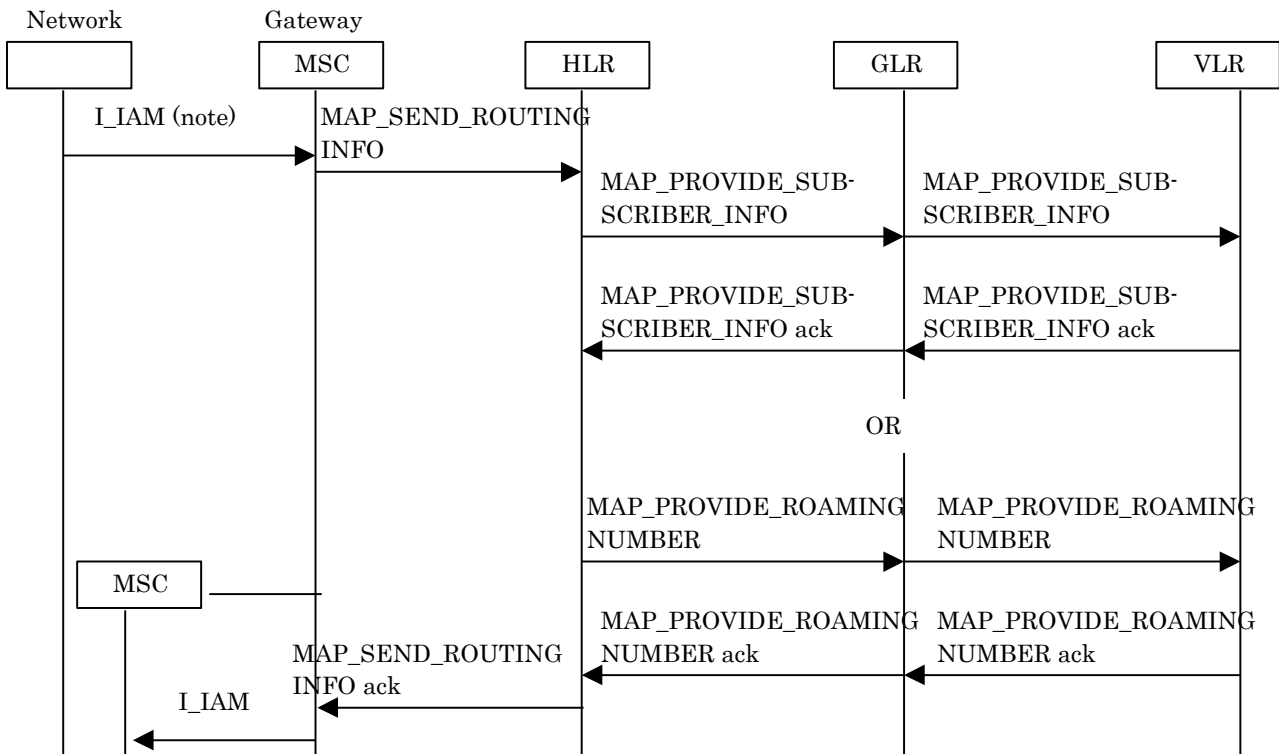 Network
Gateway
MSC
HLR
GLR
VLR
I_IAM (note)
MAP_SEND_ROUTING
INFO
MAP_PROVIDE_SUB-
SCRIBER_INFO
MAP_PROVIDE_SUB-
SCRIBER_INFO
MAP_PROVIDE_SUB-
SCRIBER_INFO ack
MAP_PROVIDE_SUB-
SCRIBER_INFO ack
OR
MAP_PROVIDE_ROAMING
NUMBER
MAP_PROVIDE_ROAMING
NUMBER
MSC
MAP_PROVIDE_ROAMING
NUMBER ack
MAP_PROVIDE_ROAMING
NUMBER ack
MAP_SEND_ROUTING
INFO ack
I_IAM